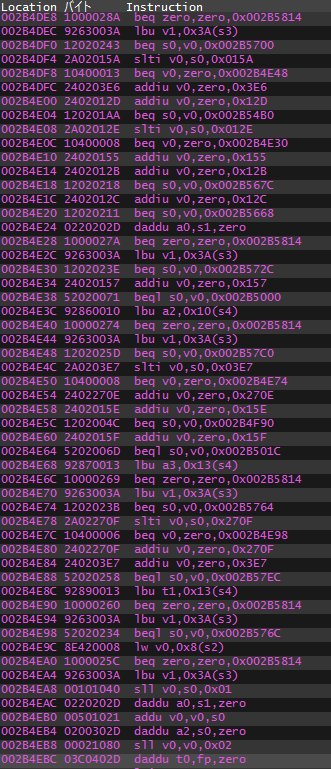 Location バイト Instruction
002B4DE8 1000028A beq zero,zero,0x002B5814
002B4DEC 9263003A lbu v1,0x3A(s3)
002B4DF0 12020243 beq s0,v0,0x002B5700
002B4DF4 2A02015A slti v0,s0,0x015A
002B4DF8 10400013 beq v0,zero,0x002B4E48
002B4DFC 240203E6 addiu v0,zero,0x3E6
002B4E00 2402012D addiu v0,zero,0x12D
002B4E04 120201AA beq s0,v0,0x002B54B0
002B4E08 2A02012E slti v0,s0,0x012E
002B4E0C 10400008 beq v0,zero,0x002B4E30
002B4E10 24020155 addiu v0,zero,0x155
002B4E14 2402012B addiu v0,zero,0x12B
002B4E18 12020218 beq s0,v0,0x002B567C
002B4E1C 2402012C addiu v0,zero,0x12C
002B4E20 12020211 beq s0,v0,0x002B5668
002B4E24 0220202D daddu a0,s1,zero
002B4E28 1000027A beq zero,zero,0x002B5814
002B4E2C 9263003A lbu v1,0x3A(s3)
002B4E30 1202023E beq s0,v0,0x002B572C
002B4E34 24020157 addiu v0,zero,0x157
002B4E38 52020071 beql s0,v0,0x002B5000
002B4E3C 92860010 lbu a2,0x10(s4)
002B4E40 10000274 beq zero,zero,0x002B5814
002B4E44 9263003A lbu v1,0x3A(s3)
002B4E48 1202025D beq s0,v0,0x002B57C0
002B4E4C 2A0203E7 slti v0,s0,0x03E7
002B4E50 10400008 beq v0,zero,0x002B4E74
002B4E54 2402270E addiu v0,zero,0x270E
002B4E58 2402015E addiu v0,zero,0x15E
002B4E5C 1202004C beq s0,v0,0x002B4F90
002B4E60 2402015F addiu v0,zero,0x15F
002B4E64 5202006D beql s0,v0,0x002B501C
002B4E68 92870013 lbu a3,0x13(s4)
002B4E6C 10000269 beq zero,zero,0x002B5814
002B4E70 9263003A lbu v1,0x3A(s3)
002B4E74 1202023B beq s0,v0,0x002B5764
002B4E78 2A02270F slti v0,s0,0x270F
002B4E7C 10400006 beq v0,zero,0x002B4E98
002B4E80 2402270F addiu v0,zero,0x270F
002B4E84 240203E7 addiu v0,zero,0x3E7
002B4E88 52020258 beql s0,v0,0x002B57EC
002B4E8C 92890013 lbu t1,0x13(s4)
002B4E90 10000260 beq zero,zero,0x002B5814
002B4E94 9263003A lbu v1,0x3A(s3)
002B4E98 52020234 beql s0,v0,0x002B576C
002B4E9C 8E420008 lw v0,0x8(s2)
002B4EA0 1000025C beq zero,zero,0x002B5814
002B4EA4 9263003A lbu v1,0x3A(s3)
002B4EA8 00101040 sll v0,s0,0x01
002B4EAC 0220202D daddu a0,s1,zero
002B4EB0 00501021 addu v0,v0,s0
002B4EB4 0200302D daddu a2,s0,zero
002B4EB8 00021080 sll v0,v0,0x02
002B4EBC 03C0402D daddu t0,fp,zero